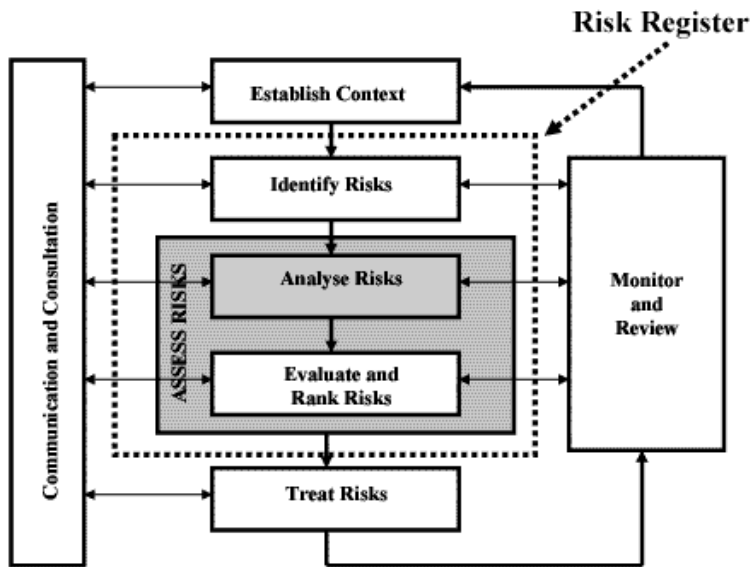 Risk Register
Establish Context
Identify Risks
ASSESS RISKS
Analyse Risks
Evaluate and
Rank Risks
Treat Risks
Communication and Consultation
Monitor
and
Review